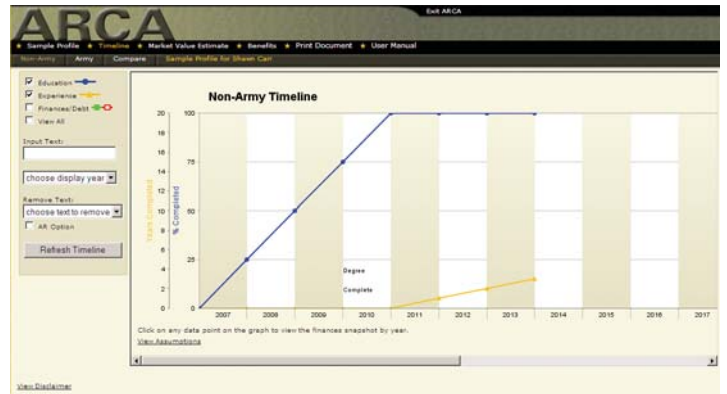 Exit ARCA
ARCA
Sample Profile ★ Timeline ★ Market Value Estimate ★ Benefits ★ Print Document ★ User Manual
Non-Army Army Compare Sample Profile for Shawn Carr
Education
Experience
Finances/Debt
View All
Input Text:
choose display year
Remove Text:
choose text to remove
AR Option
Refresh Timeline
Non-Army Timeline
Years Completed
% Completed
20 100
18
16 75
14
12
10 50
8
6 25
4
2
0 0
Degree
Complete
2007 2008 2009 2010 2011 2012 2013 2014 2015 2016 2017
Click on any data point on the graph to view the finances snapshot by year.
View Assumptions
View Disclaimer